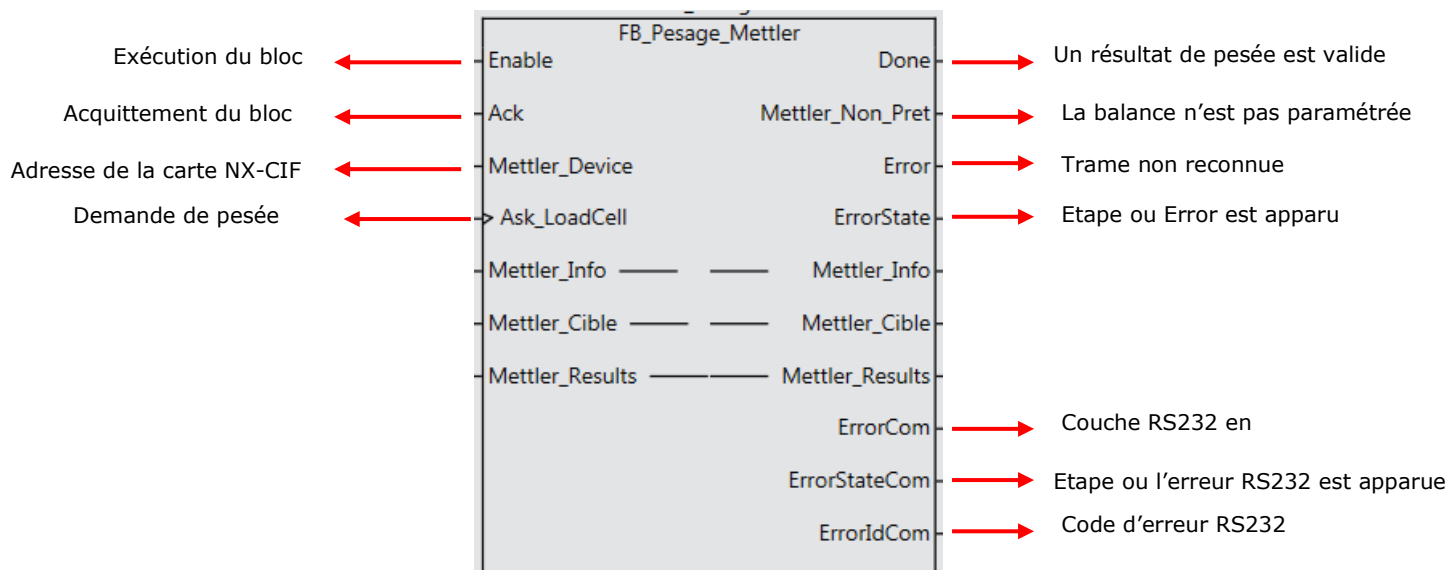 FB_Pesage_Mettler
Exécution du bloc
Enable
Done
Un résultat de pesée est valide
Acquittement du bloc
Ack
Mettler_Non_Pret
La balance n'est pas paramétrée
Adresse de la carte NX-CIF
Mettler_Device
Error
Trame non reconnue
Demande de pesée
Ask_LoadCell
ErrorState
Etape ou Error est apparu
Mettler_Info
Mettler_Info
Mettler_Cible
Mettler_Cible
Mettler_Results
Mettler_Results
ErrorCom
Couche RS232 en
ErrorStateCom
Etape ou l'erreur RS232 est apparue
ErrorIdCom
Code d'erreur RS232